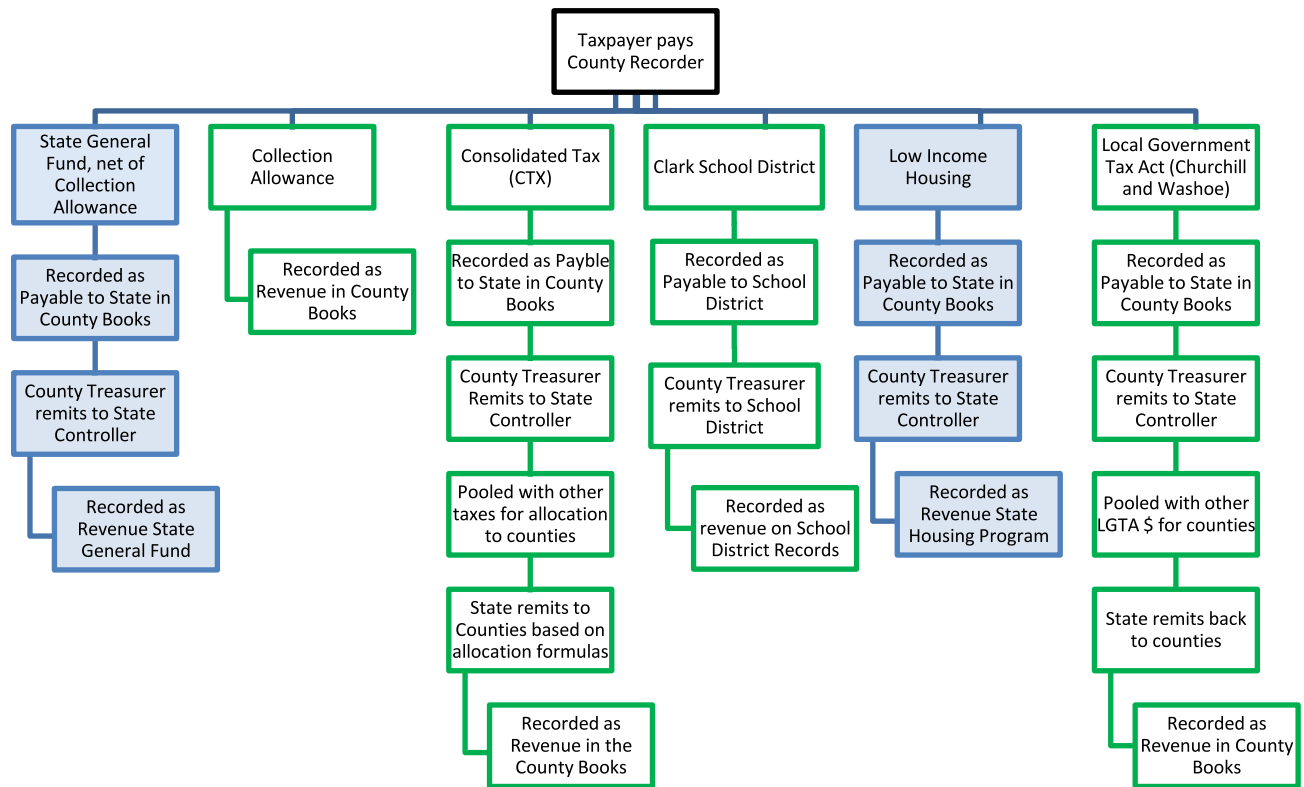 Taxpayer pays
County Recorder
State General
Fund, net of
Collection
Allowance
Recorded as
Payable to State in
County Books
County Treasurer
remits to State
Controller
Recorded as
Revenue State
General Fund
Collection
Allowance
Recorded as
Revenue in County
Books
Consolidated Tax
(CTX)
Recorded as Payble
to State in County
Books
County Treasurer
Remits to State
Controller
Pooled with other
taxes for allocation
to counties
State remits to
Counties based on
allocation formulas
Recorded as
Revenue in the
County Books
Clark School District
Recorded as
Payable to School
District
County Treasurer
remits to School
District
Recorded as
revenue on School
District Records
Low Income
Housing
Recorded as
Payable to State in
County Books
County Treasurer
remits to State
Controller
Recorded as
Revenue State
Housing Program
Local Government
Tax Act (Churchill
and Washoe)
Recorded as
Payable to State in
County Books
County Treasurer
remits to State
Controller
Pooled with other
LGTA $ for counties
State remits back
to counties
Recorded as
Revenue in County
Books